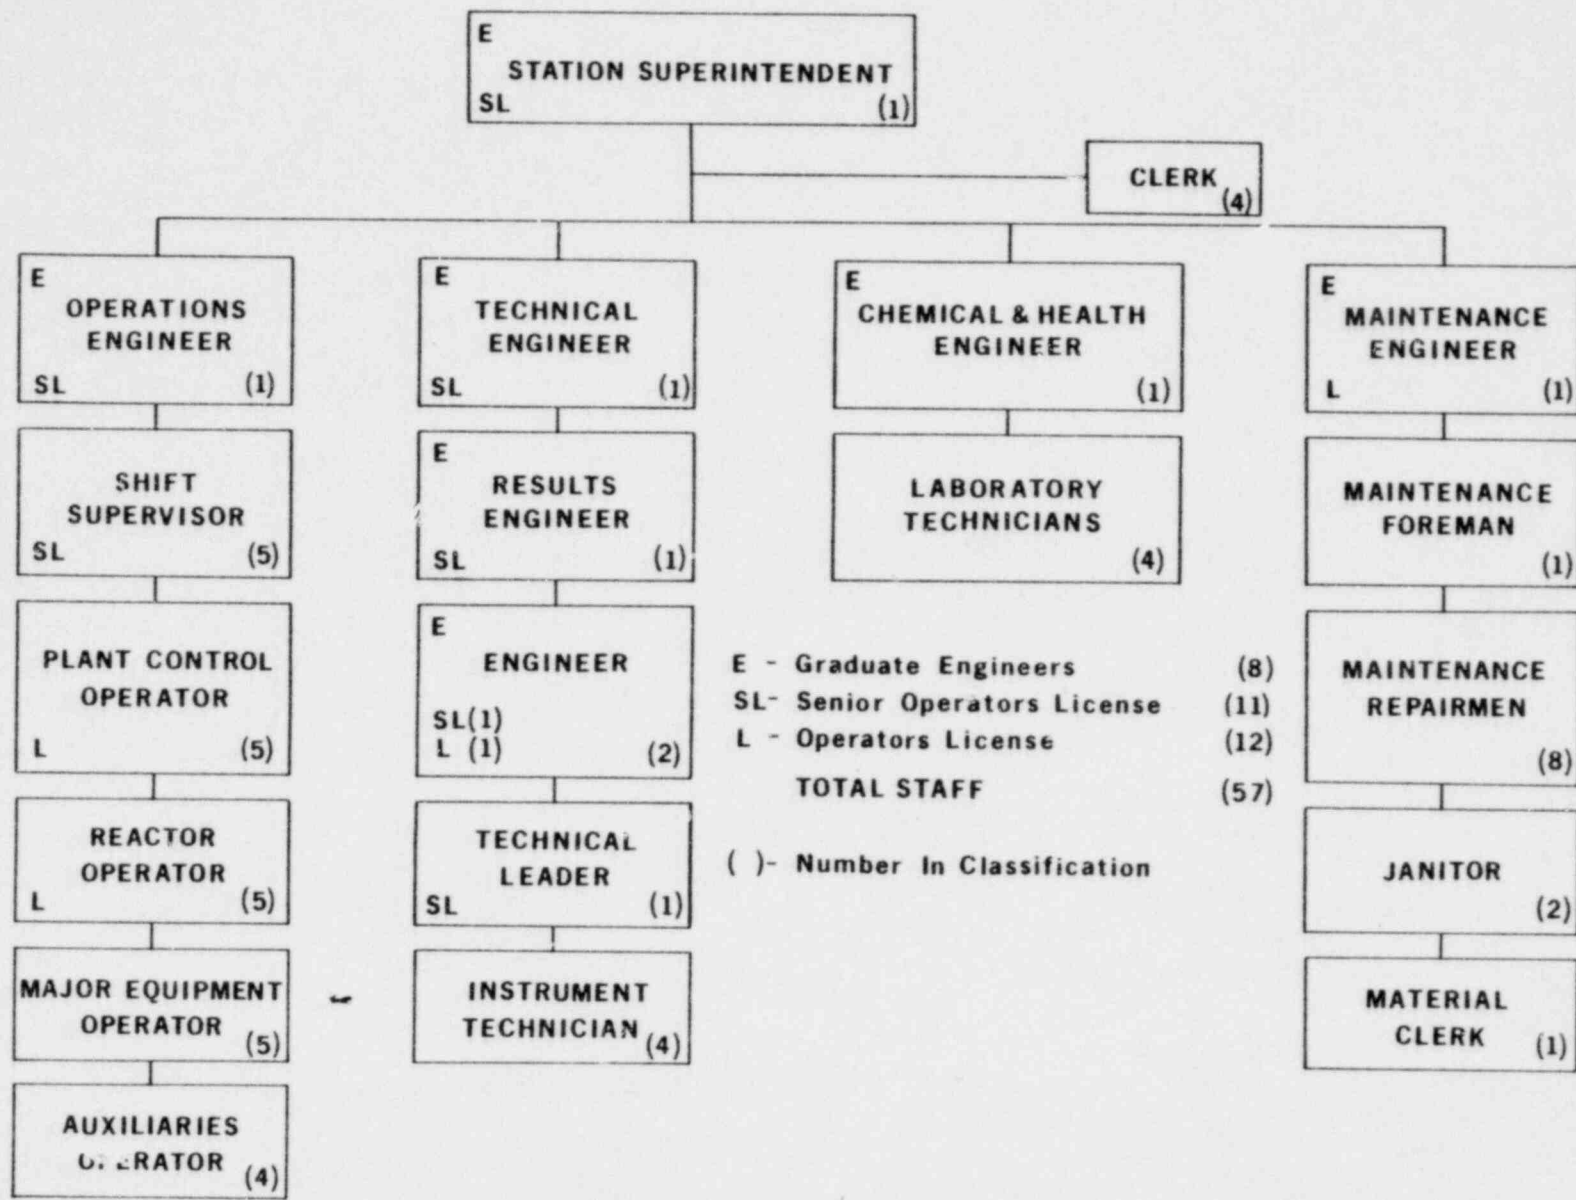 E
STATION SUPERINTENDENT
SL (1)
CLERK
(4)
E
OPERATIONS
ENGINEER
SL (1)
SHIFT
SUPERVISOR
SL (5)
PLANT CONTROL
OPERATOR
L (5)
REACTOR
OPERATOR
L (5)
MAJOR EQUIPMENT
OPERATOR
(5)
AUXILIARIES
(4)
E
TECHNICAL
ENGINEER
SL (1)
E
RESULTS
ENGINEER
SL (1)
E
ENGINEER
SL(1)
L (1) (2)
TECHNICAL
LEADER
SL (1)
INSTRUMENT
TECHNICIAN (4)
E
CHEMICAL & HEALTH
ENGINEER
(1)
LABORATORY
TECHNICIANS
(4)
E - Graduate Engineers (8)
SL- Senior Operators License (11)
L - Operators License (12)
TOTAL STAFF (57)
( )- Number In Classification
E
MAINTENANCE
ENGINEER
L (1)
MAINTENANCE
FOREMAN
(1)
MAINTENANCE
REPAIRMEN
(8)
JANITOR
(2)
MATERIAL
CLERK (1)